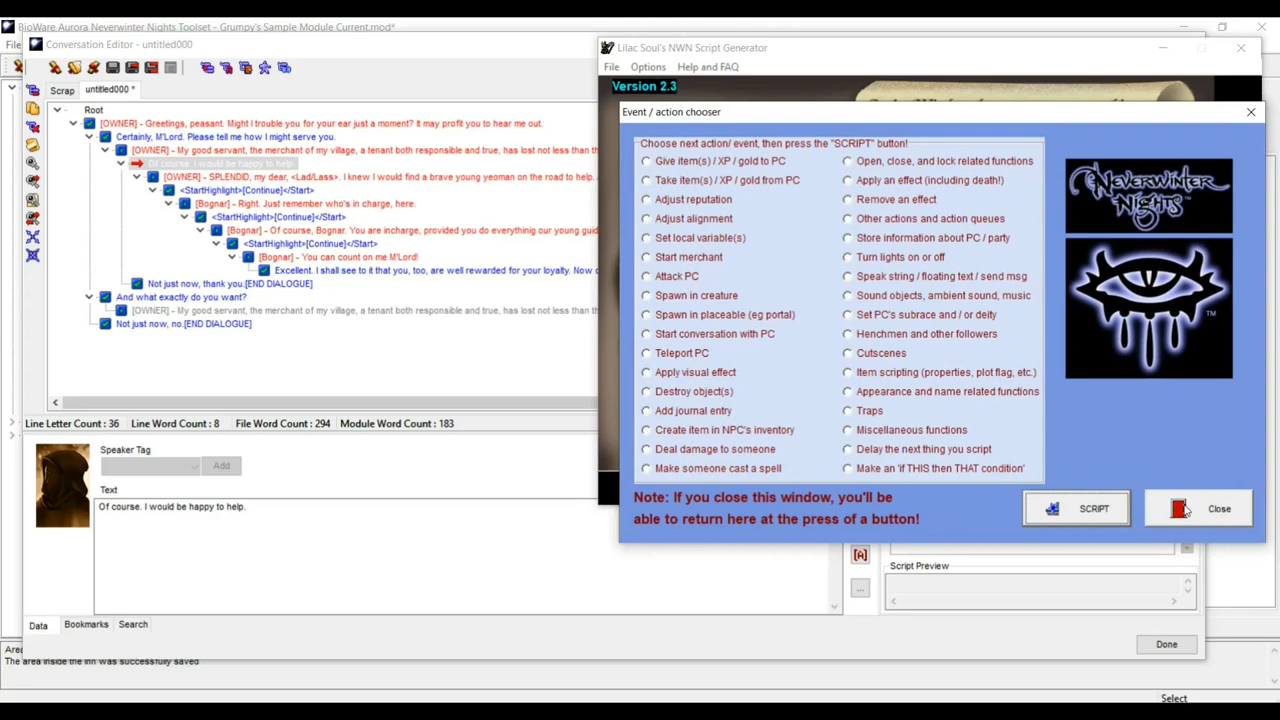 BioWare Aurora Neverwinter Nights Toolset - Grumpy's Sample Module Current.mod*
File
Conversation Editor - untitled000
Scrap
untitled000 *
Root
[OWNER] - Greetings, peasant. Might I trouble you for your ear just a moment? it may profit you to hear me out.
Certainly, M'Lord. Please tell me how I might serve you.
[OWNER] - My good servant, the merchant of my village, a tenant both responsible and true, has lost not less than th
Of course. I would be happy to help.
[OWNER] - SPLENDID, my dear, <Lad/Lass>. I knew I would find a brave young yeoman on the road to help.
<StartHighlight>[Continue]</Start>
[Bognar] - Right. Just remember who's in charge, here.
<StartHighlight>[Continue]</Start>
[Bognar] - Of course, Bognar. You are incharge, provided you do everythinig our young guid
<StartHighlight>[Continue]</Start>
[Bognar] - You can count on me M'Lord!
Excellent. I shall see to it that you, too, are well rewarded for your loyalty. Now c
Not just now, thank you.[END DIALOGUE]
And what exactly do you want?
[OWNER] - My good servant, the merchant of my village, a tenant both responsible and true, has lost not less than th
Not just now, no.[END DIALOGUE]
Line Letter Count : 36
Line Word Count : 8
File Word Count : 294
Module Word Count : 183
Speaker Tag
Add
Text
Of course. I would be happy to help.
Data
Bookmarks
Search
Area
The area inside the inn was successfully saved
Lilac Soul's NWN Script Generator
File
Options
Help and FAQ
Version 2.3
Event / action chooser
Choose next action/ event, then press the "SCRIPT" button!
Give item(s) / XP / gold to PC
Take item(s) / XP / gold from PC
Adjust reputation
Adjust alignment
Set local variable(s)
Start merchant
Attack PC
Spawn in creature
Spawn in placeable (eg portal)
Start conversation with PC
Teleport PC
Apply visual effect
Destroy object(s)
Add journal entry
Create item in NPC's inventory
Deal damage to someone
Make someone cast a spell
Open, close, and lock related functions
Apply an effect (including death!)
Remove an effect
Other actions and action queues
Store information about PC / party
Turn lights on or off
Speak string / floating text / send msg
Sound objects, ambient sound, music
Set PC's subrace and / or deity
Henchmen and other followers
Cutscenes
Item scripting (properties, plot flag, etc.)
Appearance and name related functions
Traps
Miscellaneous functions
Delay the next thing you script
Make an 'if THIS then THAT condition'
NEVERWINTER
NIGHTS
TM
Note: If you close this window, you'll be
able to return here at the press of a button!
SCRIPT
Close
[A]
...
Script Preview
Done
Select